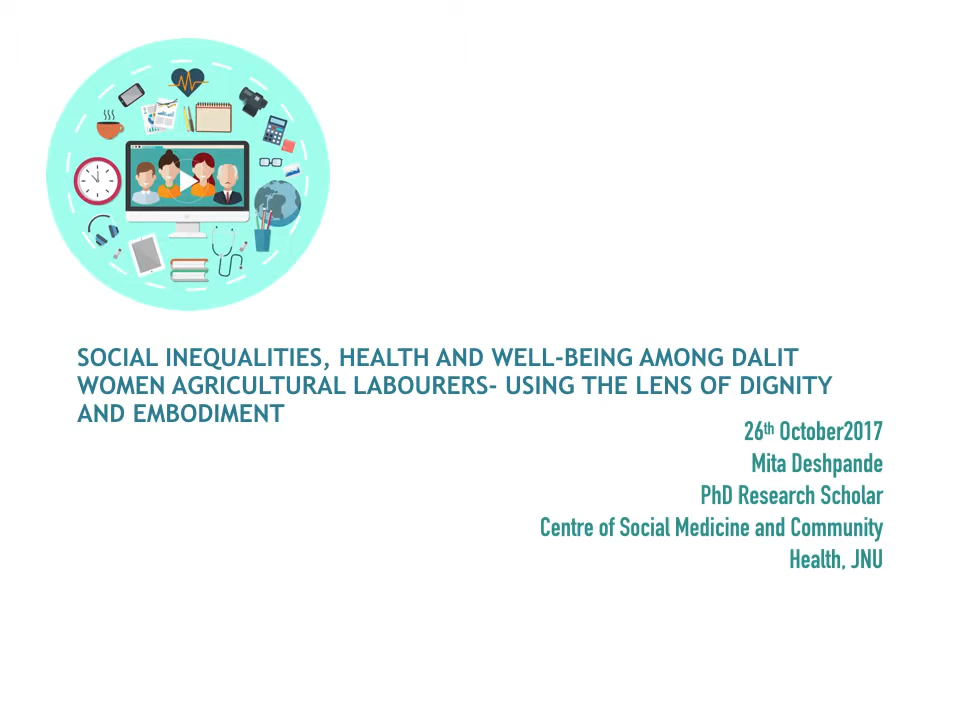 SOCIAL INEQUALITIES, HEALTH AND WELL-BEING AMONG DALIT
WOMEN AGRICULTURAL LABOURERS- USING THE LENS OF DIGNITY
AND EMBODIMENT
26th October2017
Mita Deshpande
PhD Research Scholar
Centre of Social Medicine and Community
Health, JNU